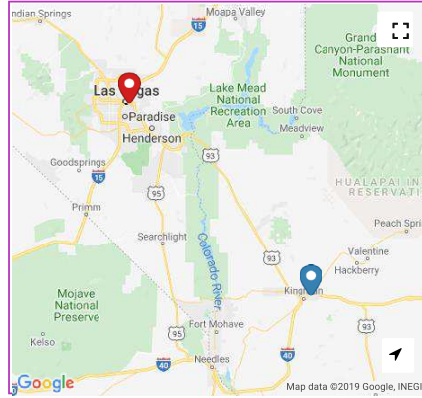 ndian Springs
Moapa Valley
15
Grand
Canyon-Parashant
National
Monument
Las Vegas
Paradise
Henderson
Lake Mead
National
Recreation
Area
South Cove
Meadview
Goodsprings
15
93
95
HUALAPAI IN
RESERVATI
Primm
Peach Spri
Searchlight
Colorado River
93
Valentine
Hackberry
Kingman
Mojave
National
Preserve
Kelso
95
Fort Mohave
93
40
Needles
40
Google
Map data ©2019 Google, INEGI